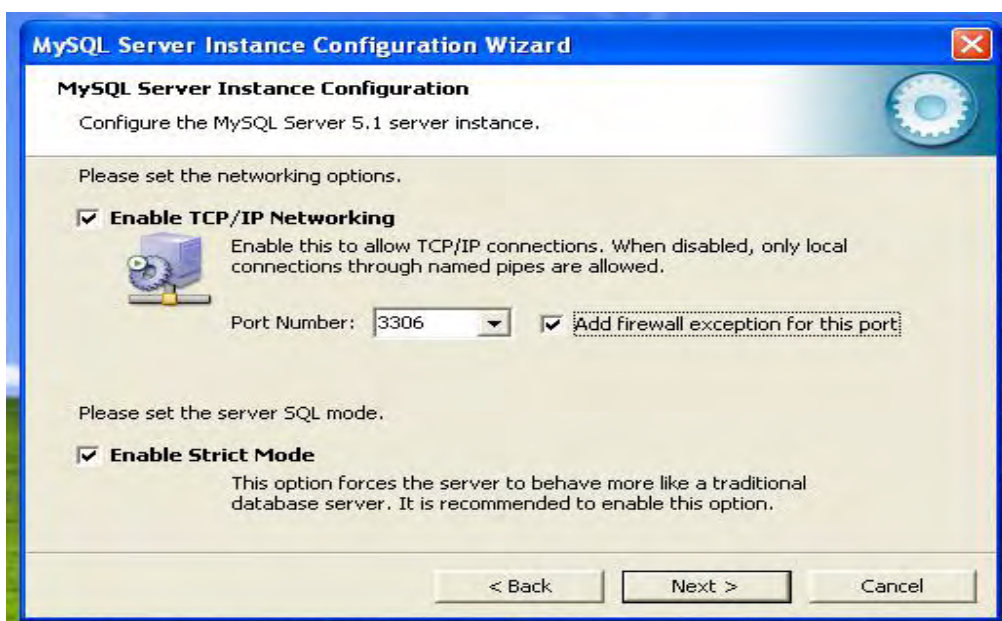 MySQL Server Instance Configuration Wizard
MySQL Server Instance Configuration
Configure the MySQL Server 5.1 server instance.
Please set the networking options.
Enable TCP/IP Networking
Enable this to allow TCP/IP connections. When disabled, only local
connections through named pipes are allowed.
Port Number: 3306 Add firewall exception for this port
Please set the server SQL mode.
Enable Strict Mode
This option forces the server to behave more like a traditional
database server. It is recommended to enable this option.
< Back Next > Cancel